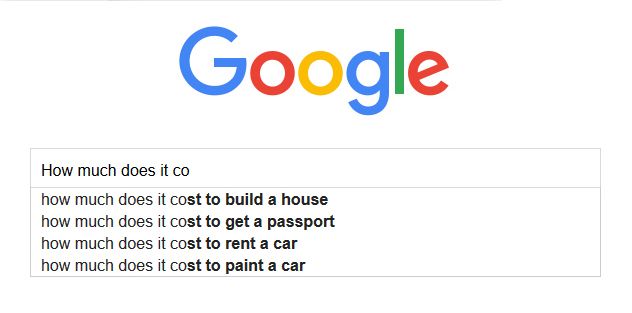 Google
How much does it co
how much does it cost to build a house
how much does it cost to get a passport
how much does it cost to rent a car
how much does it cost to paint a car